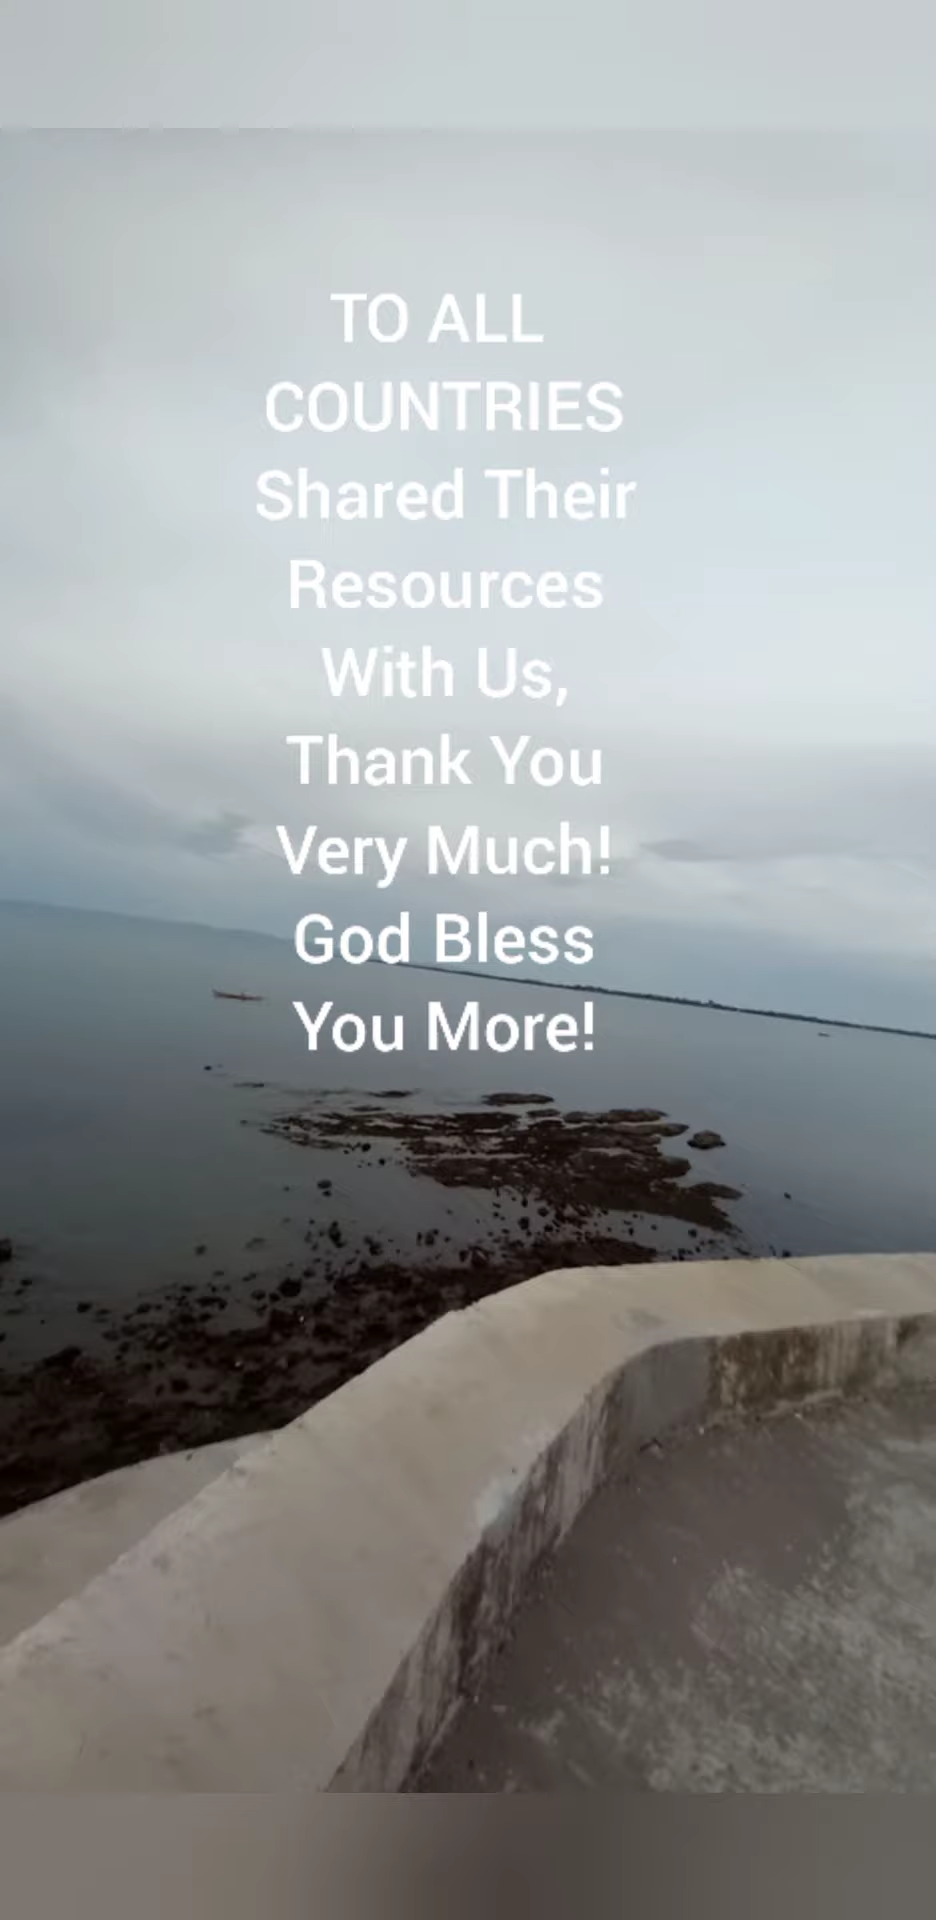 TO ALL
COUNTRIES
Shared Their
Resources
With Us,
Thank You
Very Much!
God Bless
You More!